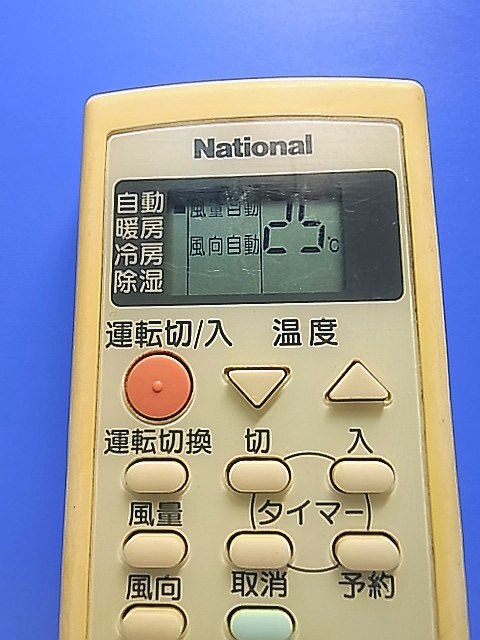 National
自動
暖房
冷房
除湿
風量自動
風向自動
25℃
運転切/入 温度
運転切換 切 入
風量 (タイマー)
風向 取消 予約